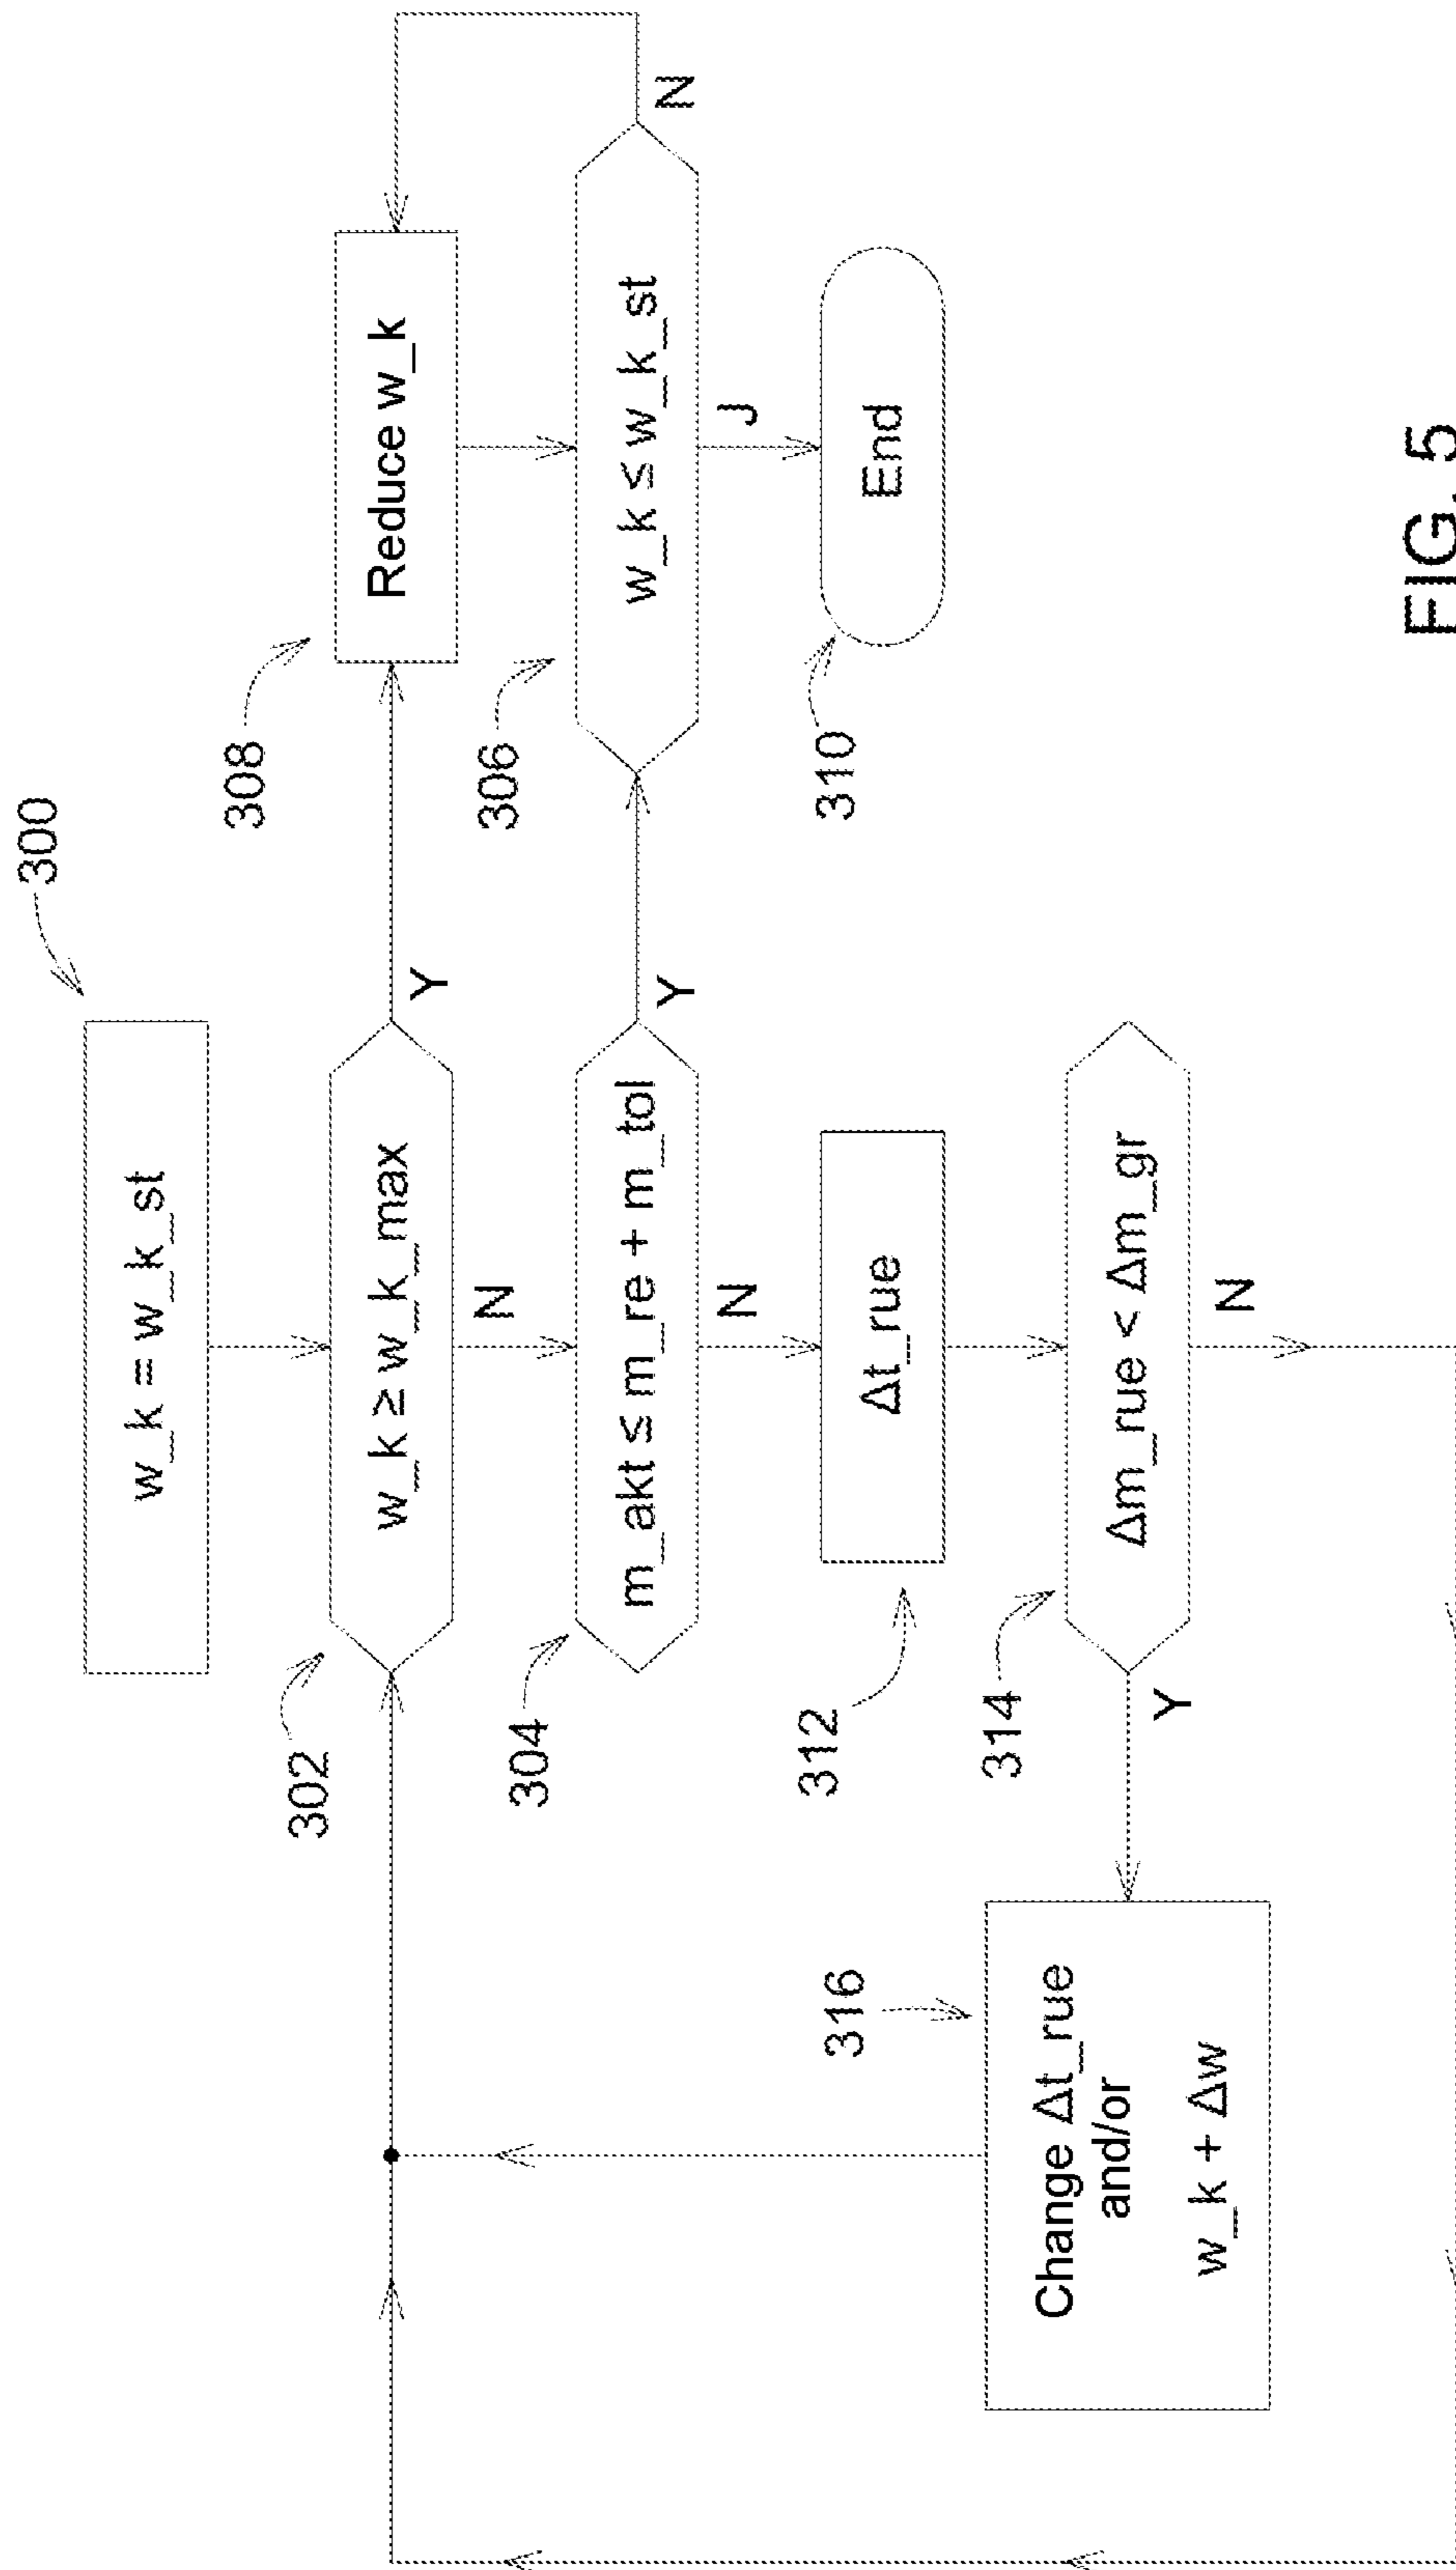 300
w_k = w_k_st
302
w_k ≥ w_k_max
Y
N
308
Reduce w_k
304
m_akt ≤ m_re + m_tol
Y
N
306
w_k ≤ w_k_st
N
J
312
Δt_rue
310
End
314
Δm_rue < Δm_gr
Y
N
316
Change Δt_rue
and/or
w_k + Δw
FIG. 5